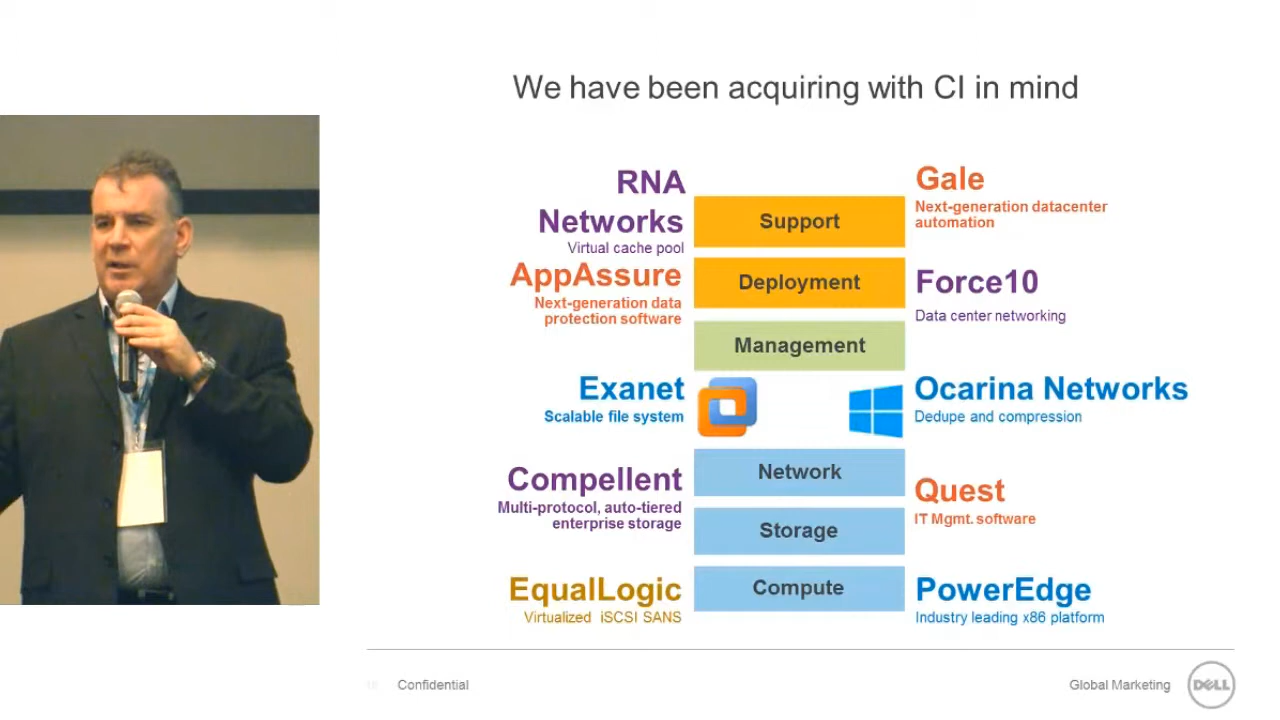 We have been acquiring with CI in mind
RNA
Networks
Virtual cache pool
AppAssure
Next-generation data
protection software
Exanet
Scalable file system
Compellent
Multi-protocol, auto-tiered
enterprise storage
EqualLogic
Virtualized iSCSI SANS
Support
Deployment
Management
Network
Storage
Compute
Gale
Next-generation datacenter
automation
Force10
Data center networking
Ocarina Networks
Dedupe and compression
Quest
IT Mgmt. software
PowerEdge
Industry leading x86 platform
Confidential
Global Marketing
DELL